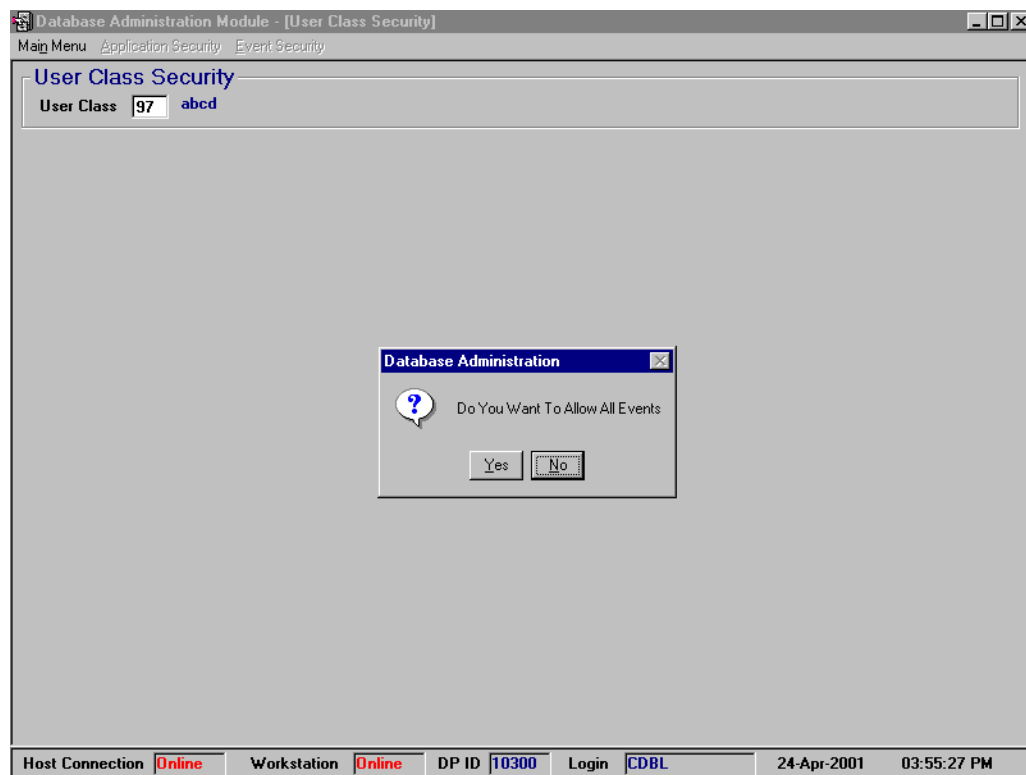 Database Administration Module - [User Class Security]
Main Menu Application Security Event Security
User Class Security
User Class 97 abcd
Database Administration
? Do You Want To Allow All Events
Yes No
Host Connection Online Workstation Online DP ID 10300 Login CDBL 24-Apr-2001 03:55:27 PM